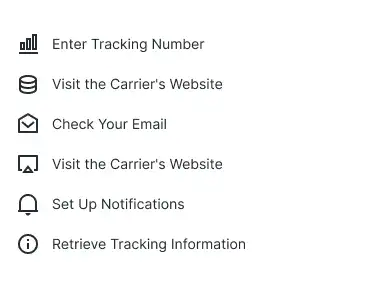 Enter Tracking Number
Visit the Carrier's Website
Check Your Email
Visit the Carrier's Website
Set Up Notifications
Retrieve Tracking Information